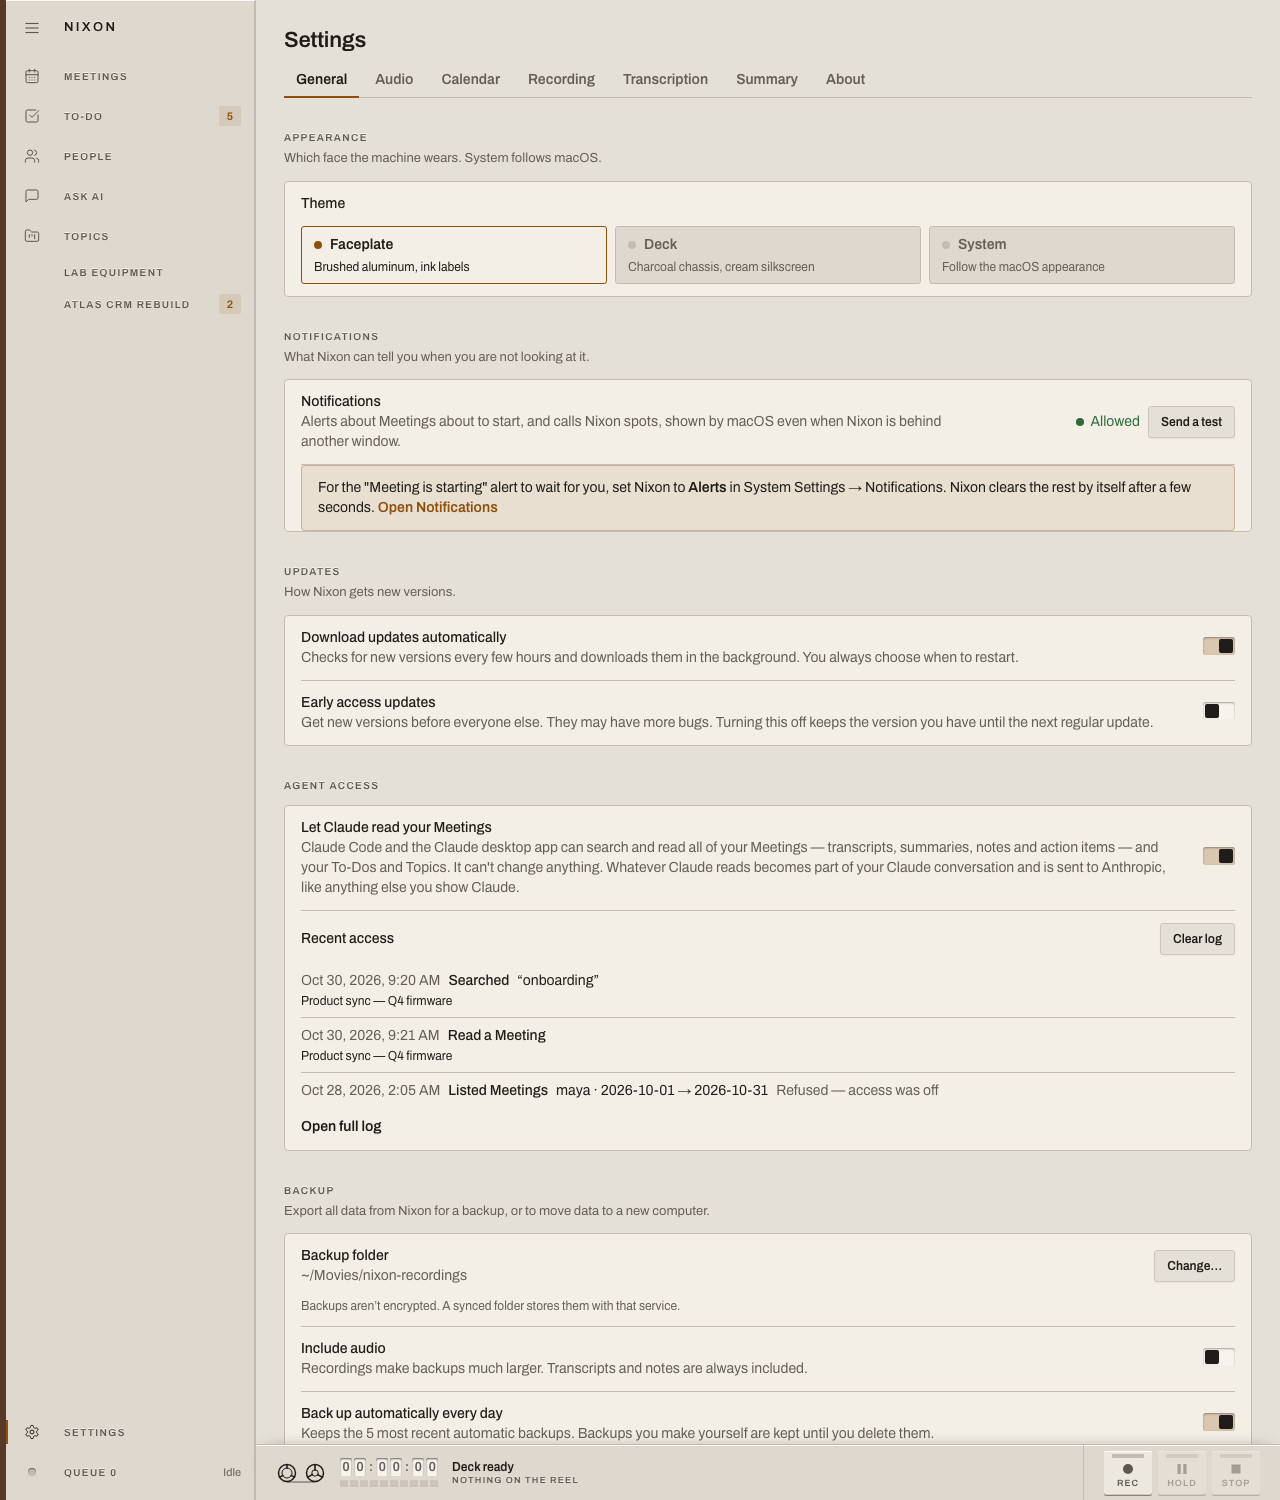 NIXON
MEETINGS
TO-DO 5
PEOPLE
ASK AI
TOPICS
LAB EQUIPMENT
ATLAS CRM REBUILD 2
SETTINGS
QUEUE 0 Idle
Settings
General Audio Calendar Recording Transcription Summary About
APPEARANCE
Which face the machine wears. System follows macOS.
Theme
Faceplate
Brushed aluminum, ink labels
Deck
Charcoal chassis, cream silkscreen
System
Follow the macOS appearance
NOTIFICATIONS
What Nixon can tell you when you are not looking at it.
Notifications
Alerts about Meetings about to start, and calls Nixon spots, shown by macOS even when Nixon is behind
another window.
Allowed Send a test
For the "Meeting is starting" alert to wait for you, set Nixon to Alerts in System Settings → Notifications. Nixon clears the rest by itself after a few
seconds. Open Notifications
UPDATES
How Nixon gets new versions.
Download updates automatically
Checks for new versions every few hours and downloads them in the background. You always choose when to restart.
Early access updates
Get new versions before everyone else. They may have more bugs. Turning this off keeps the version you have until the next regular update.
AGENT ACCESS
Let Claude read your Meetings
Claude Code and the Claude desktop app can search and read all of your Meetings — transcripts, summaries, notes and action items — and
your To-Dos and Topics. It can't change anything. Whatever Claude reads becomes part of your Claude conversation and is sent to Anthropic,
like anything else you show Claude.
Recent access Clear log
Oct 30, 2026, 9:20 AM Searched “onboarding”
Product sync — Q4 firmware
Oct 30, 2026, 9:21 AM Read a Meeting
Product sync — Q4 firmware
Oct 28, 2026, 2:05 AM Listed Meetings maya · 2026-10-01 → 2026-10-31 Refused — access was off
Open full log
BACKUP
Export all data from Nixon for a backup, or to move data to a new computer.
Backup folder
~/Movies/nixon-recordings
Change…
Backups aren’t encrypted. A synced folder stores them with that service.
Include audio
Recordings make backups much larger. Transcripts and notes are always included.
Back up automatically every day
Keeps the 5 most recent automatic backups. Backups you make yourself are kept until you delete them.
00:00:00
Deck ready
NOTHING ON THE REEL
REC HOLD STOP